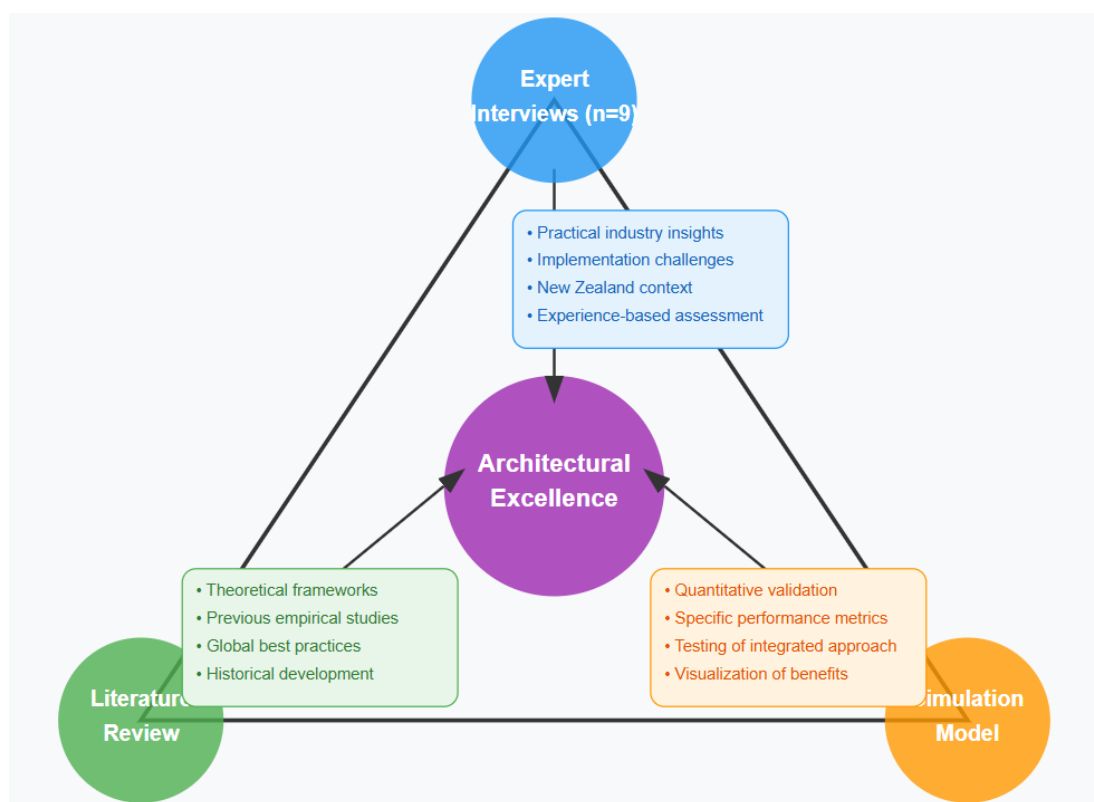 Expert
Interviews (n=9)
• Practical industry insights
• Implementation challenges
• New Zealand context
• Experience-based assessment
Architectural
Excellence
• Theoretical frameworks
• Previous empirical studies
• Global best practices
• Historical development
• Quantitative validation
• Specific performance metrics
• Testing of integrated approach
• Visualization of benefits
Literature
Review
Simulation
Model